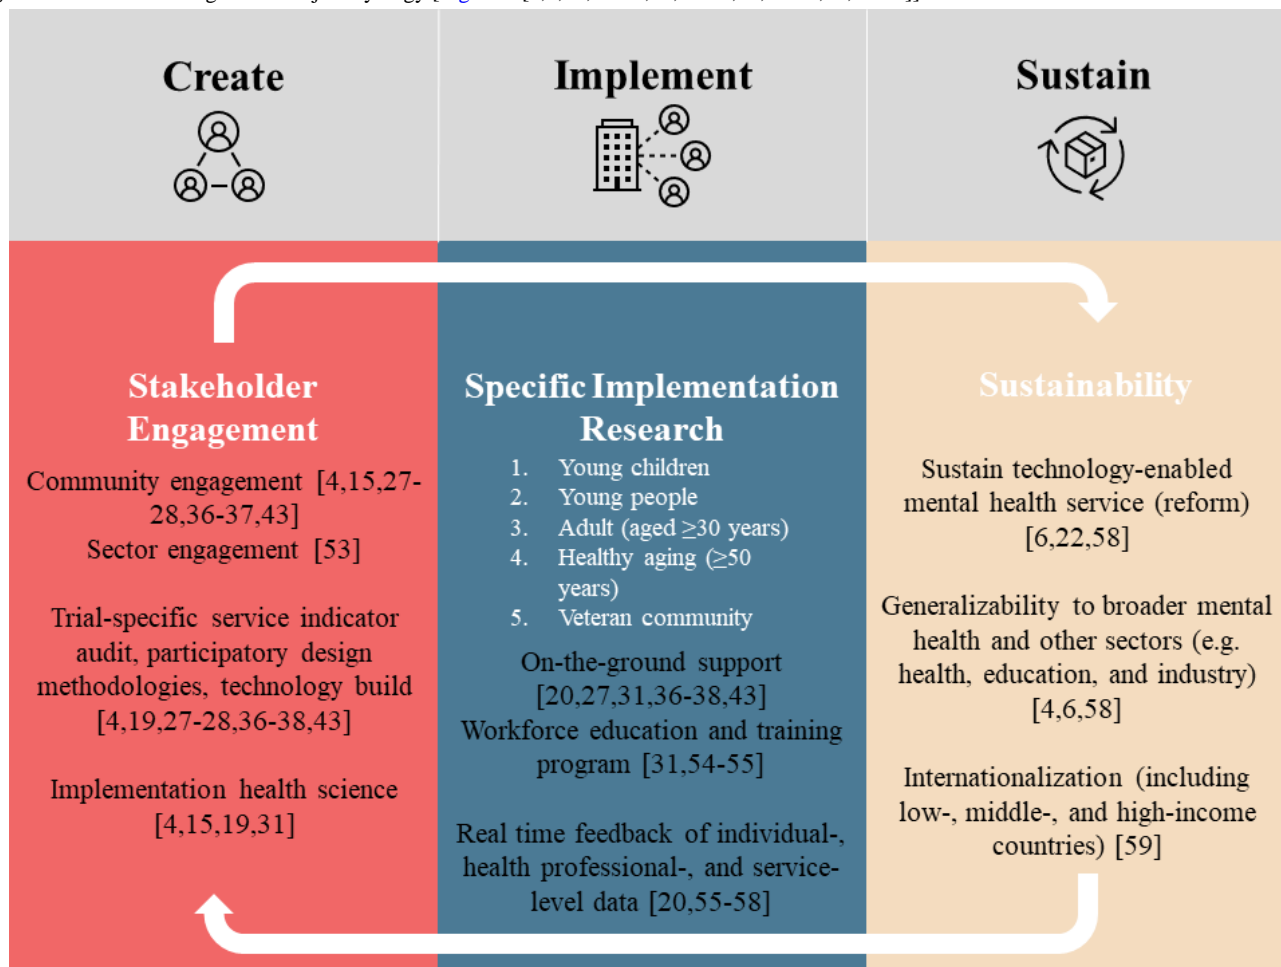 Create
Implement
Sustain
Stakeholder
Engagement
Community engagement [4,15,27-
28,36-37,43]
Sector engagement [53]
Trial-specific service indicator
audit, participatory design
methodologies, technology build
[4,19,27-28,36-38,43]
Implementation health science
[4,15,19,31]
Specific Implementation
Research
1. Young children
2. Young people
3. Adult (aged ≥30 years)
4. Healthy aging (≥50
years)
5. Veteran community
On-the-ground support
[20,27,31,36-38,43]
Workforce education and training
program [31,54-55]
Real time feedback of individual-,
health professional-, and service-
level data [20,55-58]
Sustainability
Sustain technology-enabled
mental health service (reform)
[6,22,58]
Generalizability to broader mental
health and other sectors (e.g.
health, education, and industry)
[4,6,58]
Internationalization (including
low-, middle-, and high-income
countries) [59]